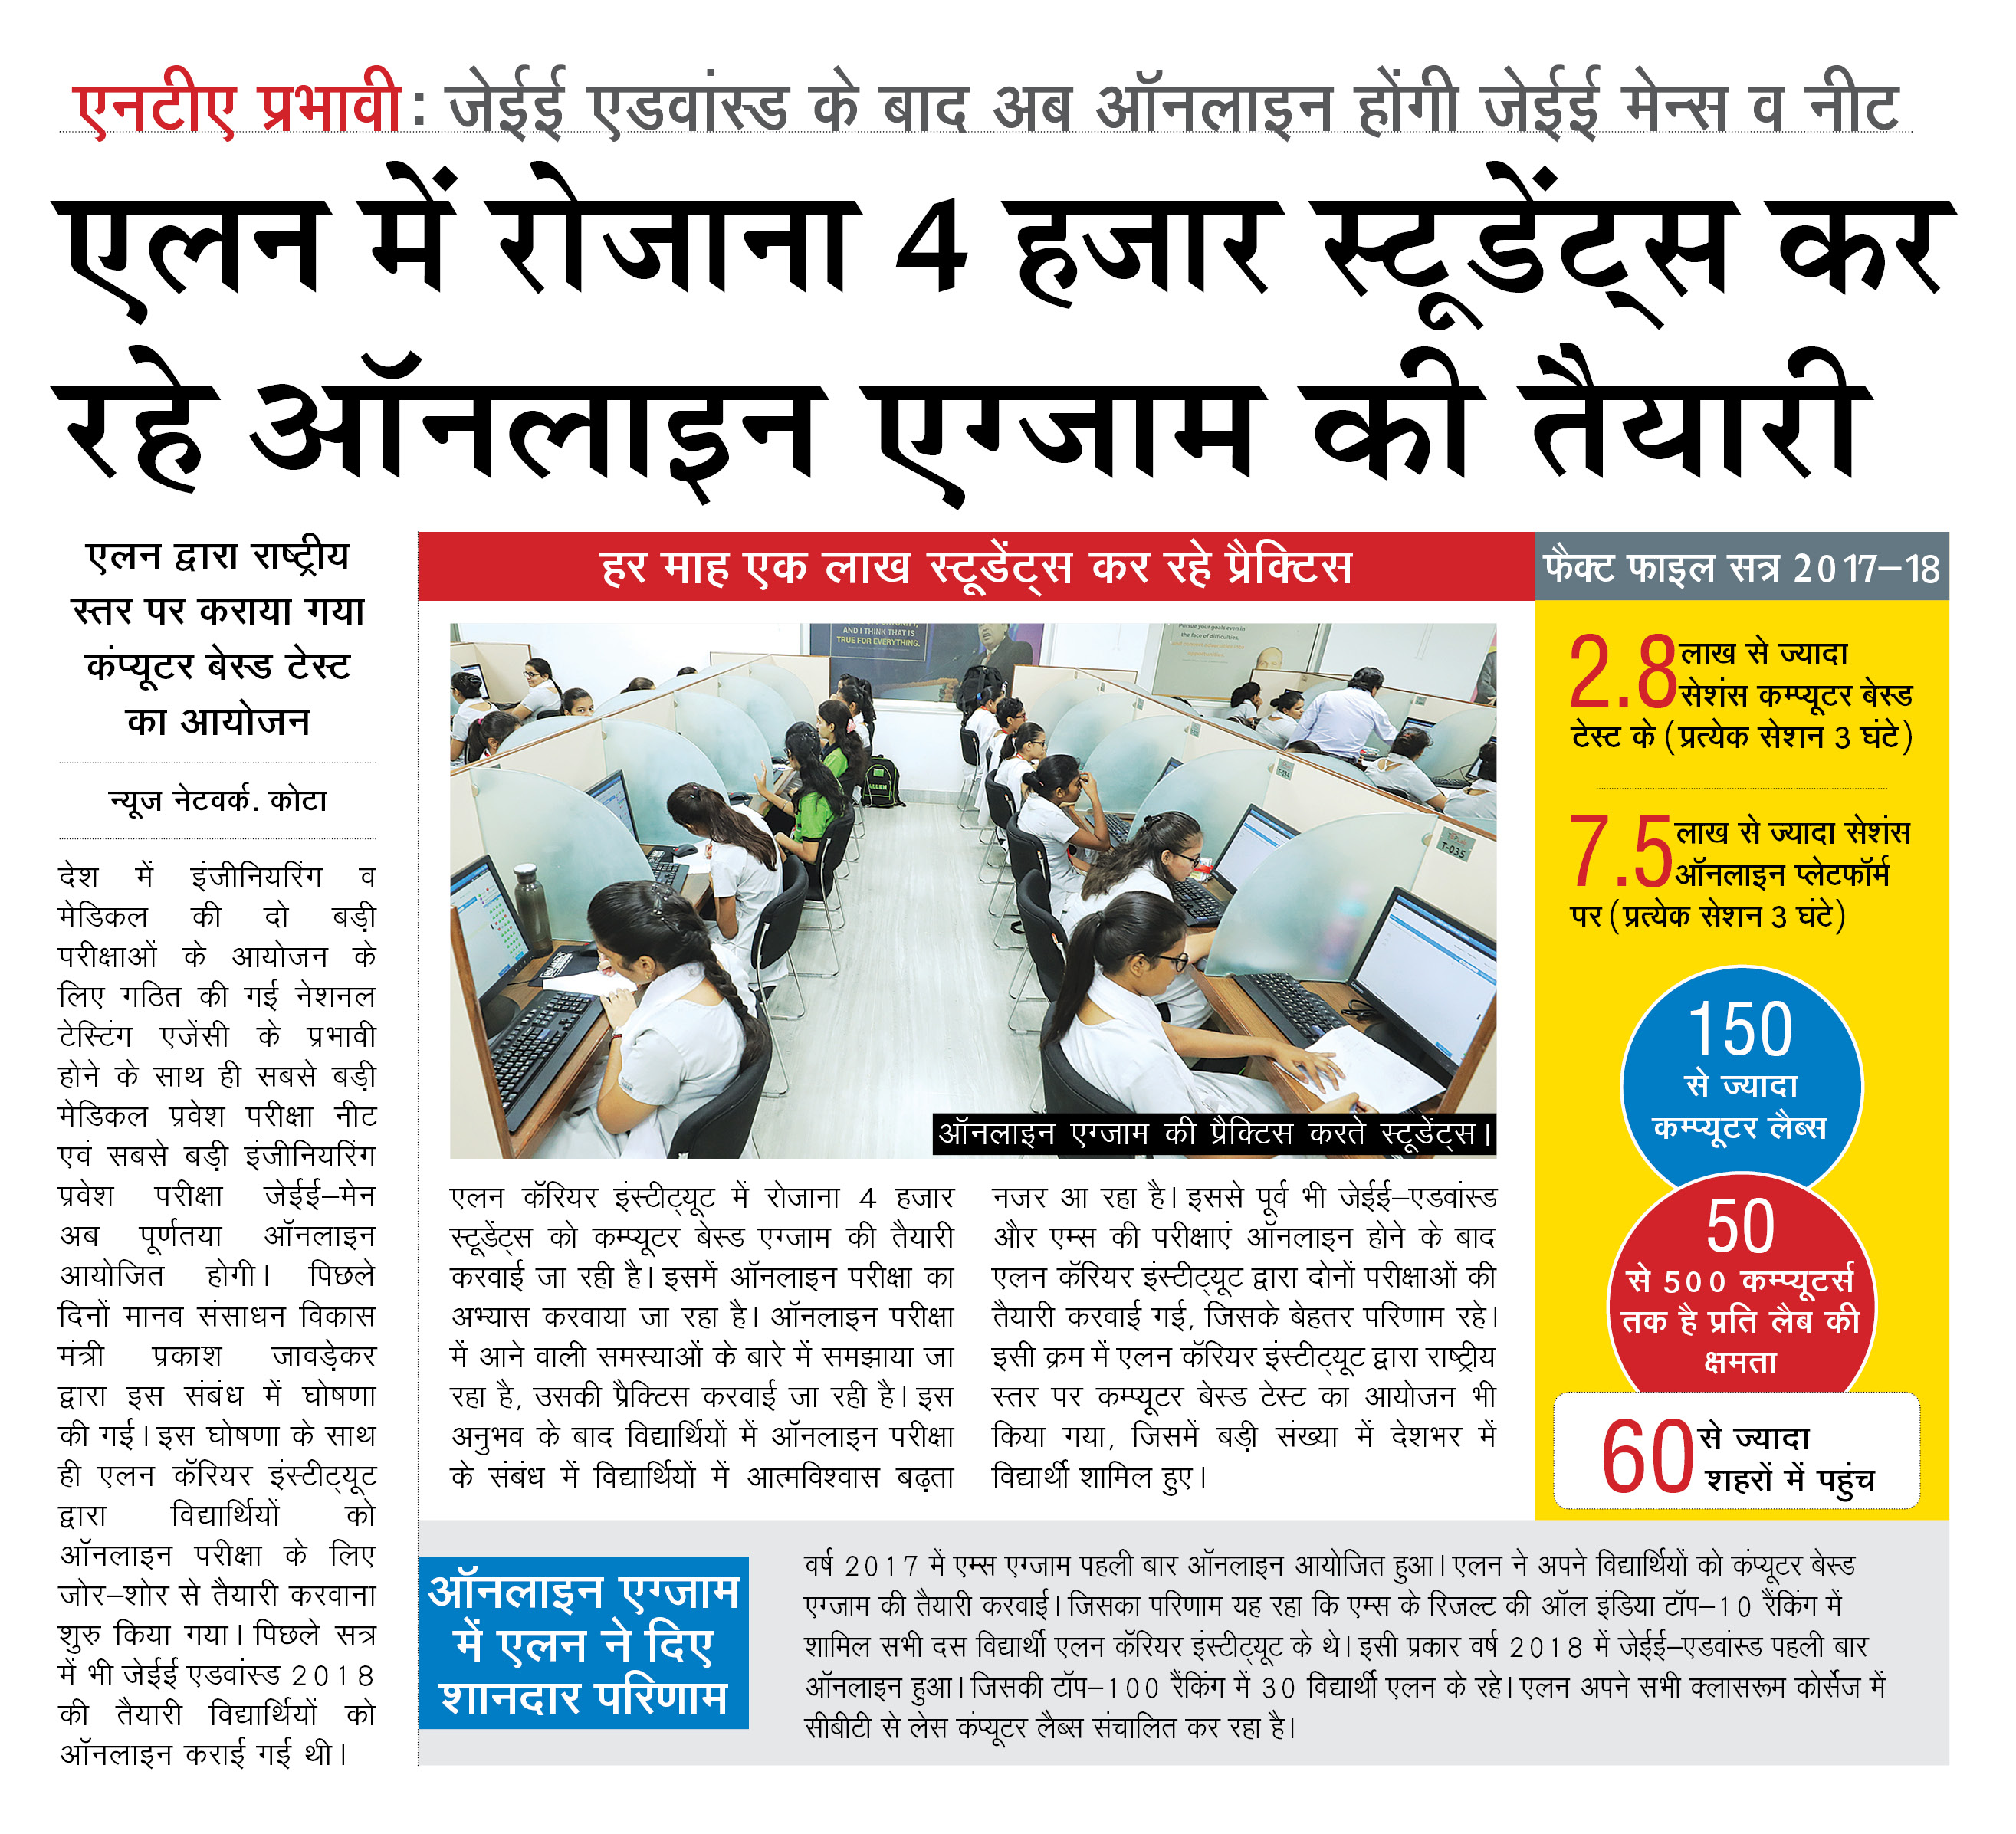 एनटीए प्रभावी: जेईई एडवांस्ड के बाद अब ऑनलाइन होंगी जेईई मेन्स व नीट
एलन में रोजाना 4 हजार स्टूडेंट्स कर
रहे ऑनलाइन एग्जाम की तैयारी
एलन द्वारा राष्ट्रीय
स्तर पर कराया गया
कंप्यूटर बेस्ड टेस्ट
का आयोजन
न्यूज नेटवर्क. कोटा
देश में इंजीनियरिंग व
मेडिकल की दो बड़ी
परीक्षाओं के आयोजन के
लिए गठित की गई नेशनल
टेस्टिंग एजेंसी के प्रभावी
होने के साथ ही सबसे बड़ी
मेडिकल प्रवेश परीक्षा नीट
एवं सबसे बड़ी इंजीनियरिंग
प्रवेश परीक्षा जेईई–मेन
अब पूर्णतया ऑनलाइन
आयोजित होगी। पिछले
दिनों मानव संसाधन विकास
मंत्री प्रकाश जावड़ेकर
द्वारा इस संबंध में घोषणा
की गई। इस घोषणा के साथ
ही एलन कॅरियर इंस्टीट्यूट
द्वारा विद्यार्थियों को
ऑनलाइन परीक्षा के लिए
जोर–शोर से तैयारी करवाना
शुरु किया गया। पिछले सत्र
में भी जेईई एडवांस्ड 2018
की तैयारी विद्यार्थियों को
ऑनलाइन कराई गई थी।
हर माह एक लाख स्टूडेंट्स कर रहे प्रैक्टिस
AND I THINK THAT IS
TRUE FOR EVERYTHING.
Pursue your goals even in
the face of difficulties.
ALLEN
T-034
T-035
ऑनलाइन एग्जाम की प्रैक्टिस करते स्टूडेंट्स।
एलन कॅरियर इंस्टीट्यूट में रोजाना 4 हजार
स्टूडेंट्स को कम्प्यूटर बेस्ड एग्जाम की तैयारी
करवाई जा रही है। इसमें ऑनलाइन परीक्षा का
अभ्यास करवाया जा रहा है। ऑनलाइन परीक्षा
में आने वाली समस्याओं के बारे में समझाया जा
रहा है, उसकी प्रैक्टिस करवाई जा रही है। इस
अनुभव के बाद विद्यार्थियों में ऑनलाइन परीक्षा
के संबंध में विद्यार्थियों में आत्मविश्वास बढ़ता
नजर आ रहा है। इससे पूर्व भी जेईई–एडवांस्ड
और एम्स की परीक्षाएं ऑनलाइन होने के बाद
एलन कॅरियर इंस्टीट्यूट द्वारा दोनों परीक्षाओं की
तैयारी करवाई गई, जिसके बेहतर परिणाम रहे।
इसी क्रम में एलन कॅरियर इंस्टीट्यूट द्वारा राष्ट्रीय
स्तर पर कम्प्यूटर बेस्ड टेस्ट का आयोजन भी
किया गया, जिसमें बड़ी संख्या में देशभर में
विद्यार्थी शामिल हुए।
फैक्ट फाइल सत्र 2017–18
2.8 लाख से ज्यादा
सेशंस कम्प्यूटर बेस्ड
टेस्ट के (प्रत्येक सेशन 3 घंटे)
7.5 लाख से ज्यादा सेशंस
ऑनलाइन प्लेटफॉर्म
पर (प्रत्येक सेशन 3 घंटे)
150
से ज्यादा
कम्प्यूटर लैब्स
50
से 500 कम्प्यूटर्स
तक है प्रति लैब की
क्षमता
60 से ज्यादा
शहरों में पहुंच
ऑनलाइन एग्जाम
में एलन ने दिए
शानदार परिणाम
वर्ष 2017 में एम्स एग्जाम पहली बार ऑनलाइन आयोजित हुआ। एलन ने अपने विद्यार्थियों को कंप्यूटर बेस्ड
एग्जाम की तैयारी करवाई। जिसका परिणाम यह रहा कि एम्स के रिजल्ट की ऑल इंडिया टॉप–10 रैंकिंग में
शामिल सभी दस विद्यार्थी एलन कॅरियर इंस्टीट्यूट के थे। इसी प्रकार वर्ष 2018 में जेईई–एडवांस्ड पहली बार
ऑनलाइन हुआ। जिसकी टॉप–100 रैंकिंग में 30 विद्यार्थी एलन के रहे। एलन अपने सभी क्लासरूम कोर्सेज में
सीबीटी से लेस कंप्यूटर लैब्स संचालित कर रहा है।